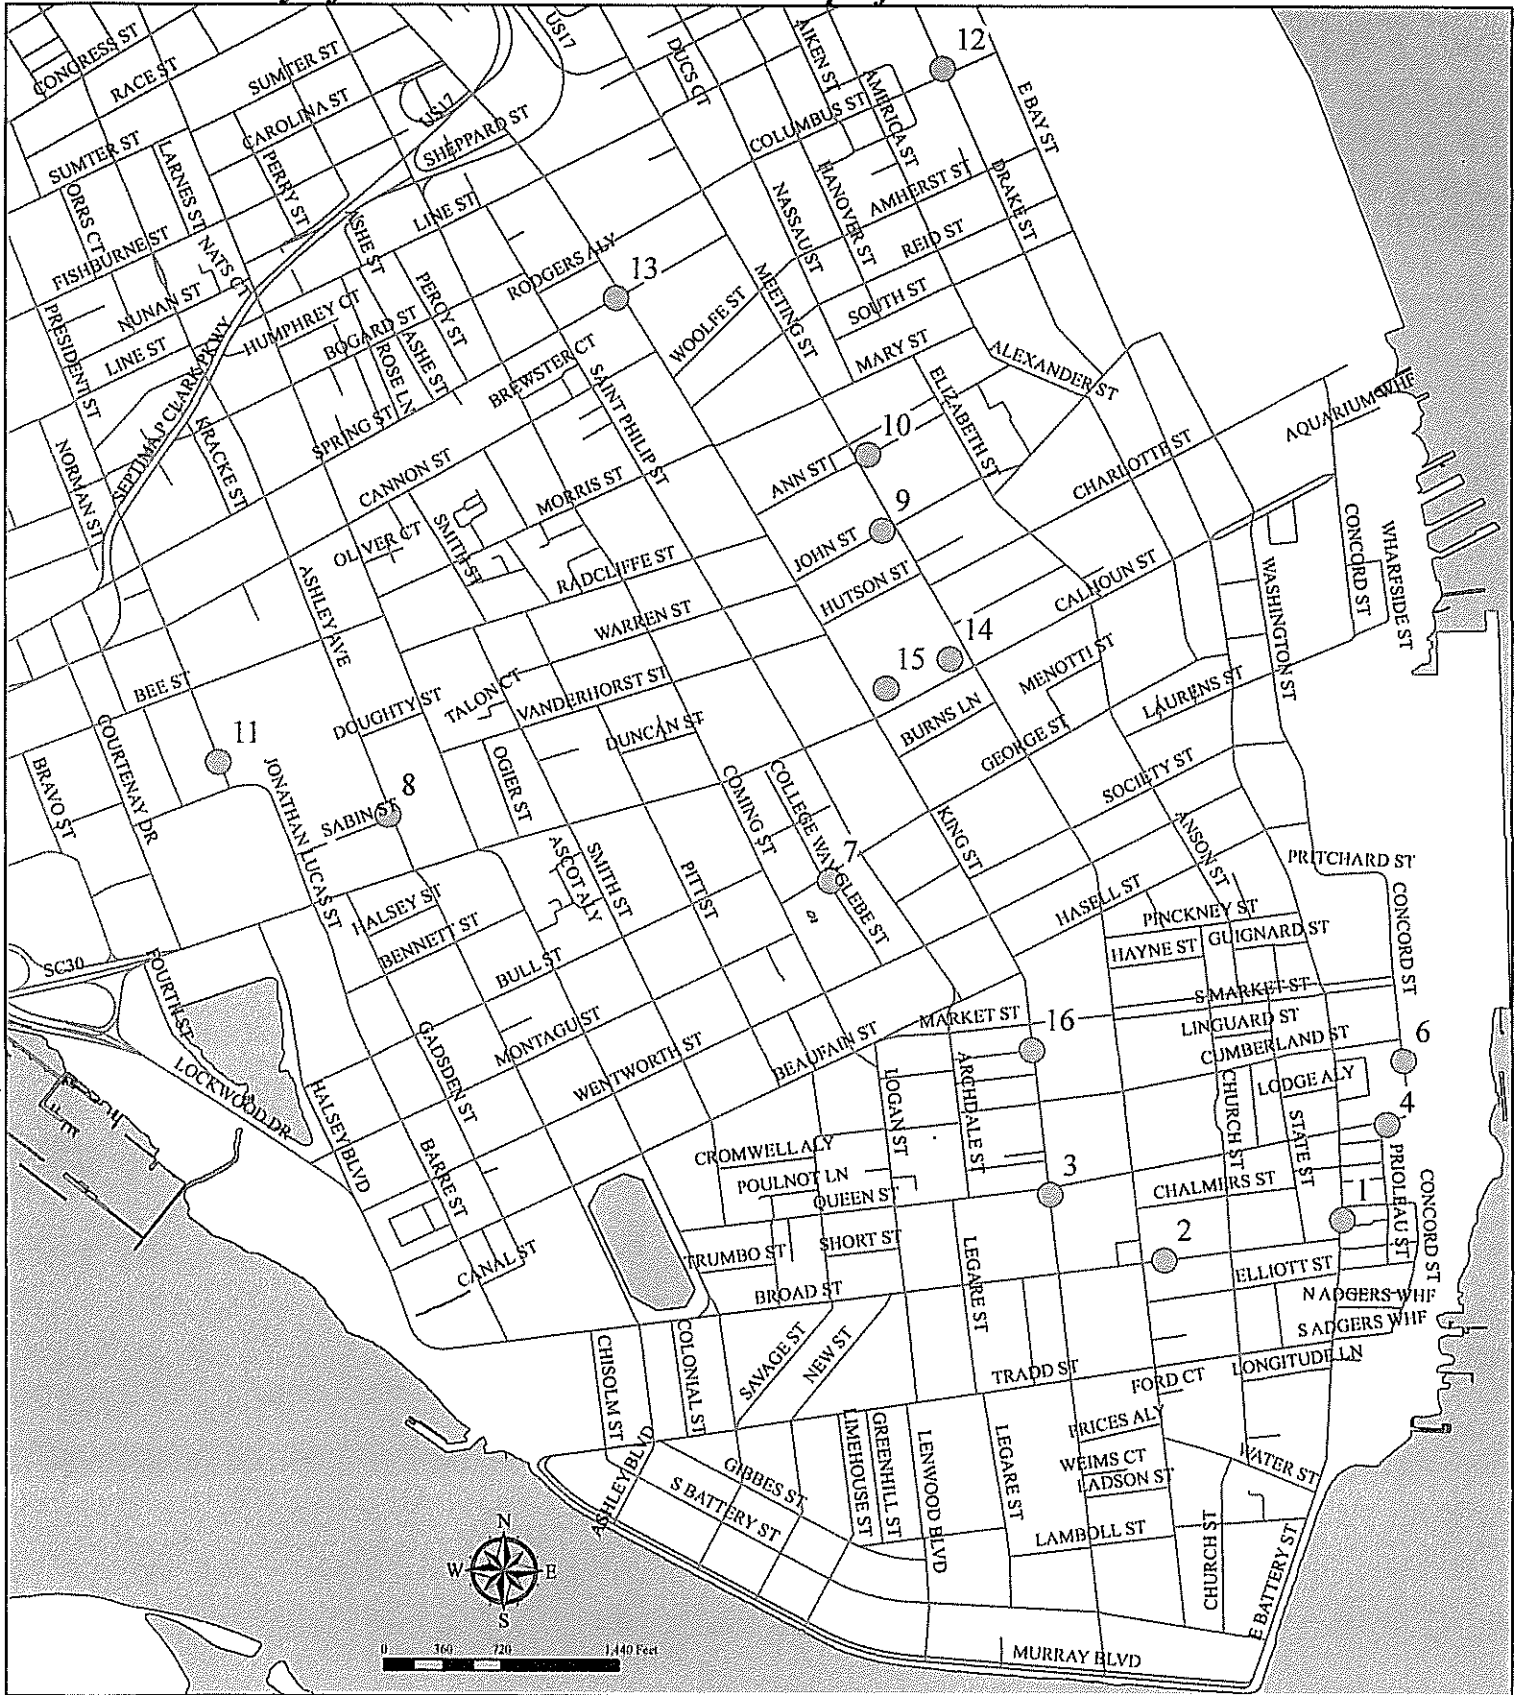 US17
12
CONGRESS ST
RACE ST
SUMTER ST
DUCS CT
AIKEN ST
AMERICA ST
E BAY ST
CAROLINA ST
US17
SHEPPARD ST
COLUMBUS ST
SUMTER ST
LARNES ST
PERRY ST
ORRS CT
NASSAU ST
HANOVER ST
AMHERST ST
DRAKE ST
LINE ST
ASHE ST
REID ST
FISHBURNE ST
NATS CT
RODGERS ALY
13
MEETING ST
PERCY ST
SOUTH ST
NUNAN ST
HUMPHREY CT
BOGARD ST
WOOLFE ST
PRESIDENT ST
LINE ST
ROSE LN
ASHE ST
BREWSTER CT
MARY ST
ALEXANDER ST
SEPTIMA P CLARK PKWY
SAINT PHILIP ST
ELIZABETH ST
AQUARIUM WHF
KRACKE ST
SPRING ST
10
NORMAN ST
CANNON ST
MORRIS ST
ANN ST
CHARLOTTE ST
9
OLIVER CT
SMITH ST
JOHN ST
CONCORD ST
WHARFSIDE ST
RADCLIFFE ST
HUTSON ST
CALHOUN ST
WASHINGTON ST
ASHLEY AVE
WARREN ST
14
15
MENOTTI ST
BEE ST
DOUGHTY ST
TALON CT
VANDERHORST ST
BURNS LN
LAURENS ST
COURTENAY DR
11
DUNCAN ST
GEORGE ST
BRAVO ST
JONATHAN LUCAS ST
8
OGIER ST
COMING ST
COLLEGE WAY
SOCIETY ST
SABIN ST
KING ST
ANSON ST
ASCOT ALY
SMITH ST
PITT ST
7
GLEBE ST
PRITCHARD ST
HALSEY ST
HASELL ST
PINCKNEY ST
CONCORD ST
BENNETT ST
HAYNE ST
GUIGNARD ST
SC30
FOURTH ST
BULL ST
S MARKET ST
MARKET ST
16
LINGUARD ST
GADSDEN ST
MONTAGU ST
CUMBERLAND ST
6
LOCKWOOD DR
WENTWORTH ST
BEAUFAIN ST
LOGAN ST
ARCHDALE ST
CHURCH ST
LODGE ALY
4
HALSEY BLVD
STATE ST
BARRE ST
CROMWELL ALY
POULNOT LN
3
QUEEN ST
CHALMERS ST
1
PRIOLEAU ST
CONCORD ST
2
CANAL ST
TRUMBO ST
SHORT ST
LEGARE ST
ELLIOTT ST
BROAD ST
N ADGERS WHF
S ADGERS WHF
CHISOLM ST
COLONIAL ST
SAVAGE ST
NEW ST
TRADD ST
FORD CT
LONGITUDE LN
PRICES ALY
LIMEHOUSE ST
GREENHILL ST
LENWOOD BLVD
LEGARE ST
WEIMS CT
LADSON ST
WATER ST
ASHLEY BLVD
GIBBES ST
S BATTERY ST
LAMBOLL ST
CHURCH ST
E BATTERY ST
N
W
E
S
0 360 720 1,440 Feet
MURRAY BLVD